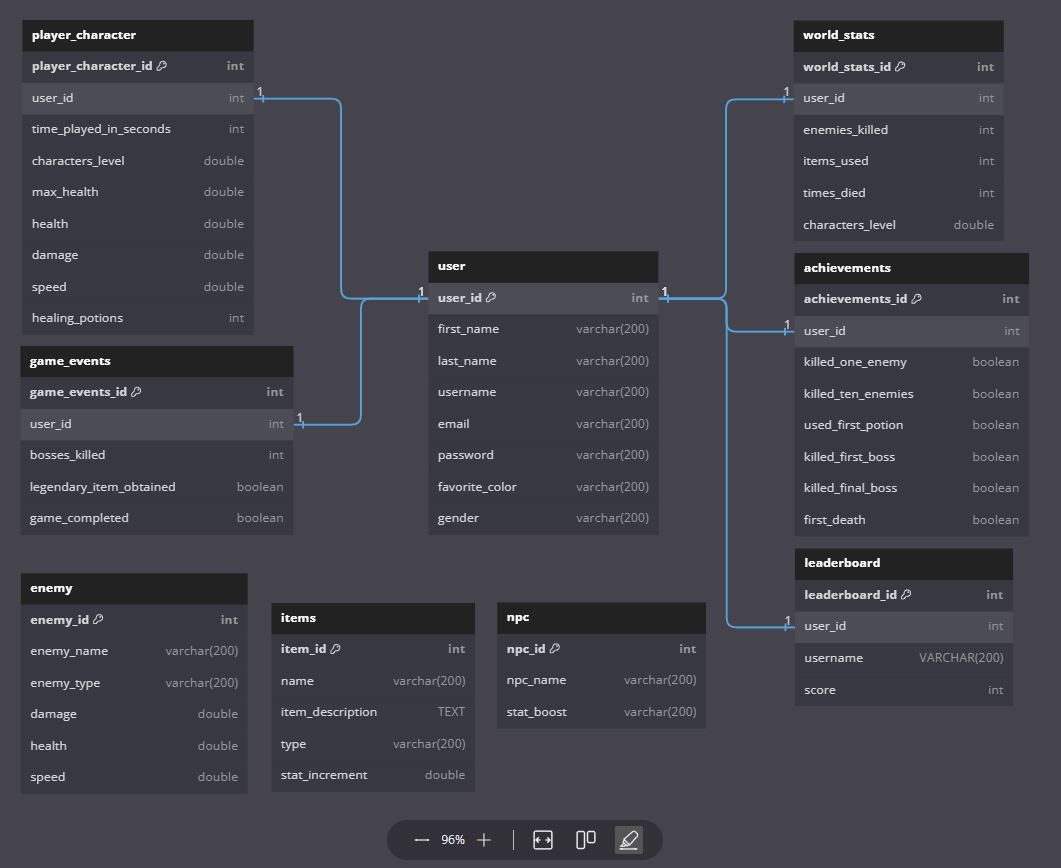 player_character
player_character_id int
user_id int
time_played_in_seconds int
characters_level double
max_health double
health double
damage double
speed double
healing_potions int
1
game_events
game_events_id int
user_id int
bosses_killed int
legendary_item_obtained boolean
game_completed boolean
1
user
user_id int
first_name varchar(200)
last_name varchar(200)
username varchar(200)
email varchar(200)
password varchar(200)
favorite_color varchar(200)
gender varchar(200)
1
1
world_stats
world_stats_id int
user_id int
enemies_killed int
items_used int
times_died int
characters_level double
1
achievements
achievements_id int
user_id int
killed_one_enemy boolean
killed_ten_enemies boolean
used_first_potion boolean
killed_first_boss boolean
killed_final_boss boolean
first_death boolean
1
leaderboard
leaderboard_id int
user_id int
username VARCHAR(200)
score int
1
enemy
enemy_id int
enemy_name varchar(200)
enemy_type varchar(200)
damage double
health double
speed double
items
item_id int
name varchar(200)
item_description TEXT
type varchar(200)
stat_increment double
npc
npc_id int
npc_name varchar(200)
stat_boost varchar(200)
96%